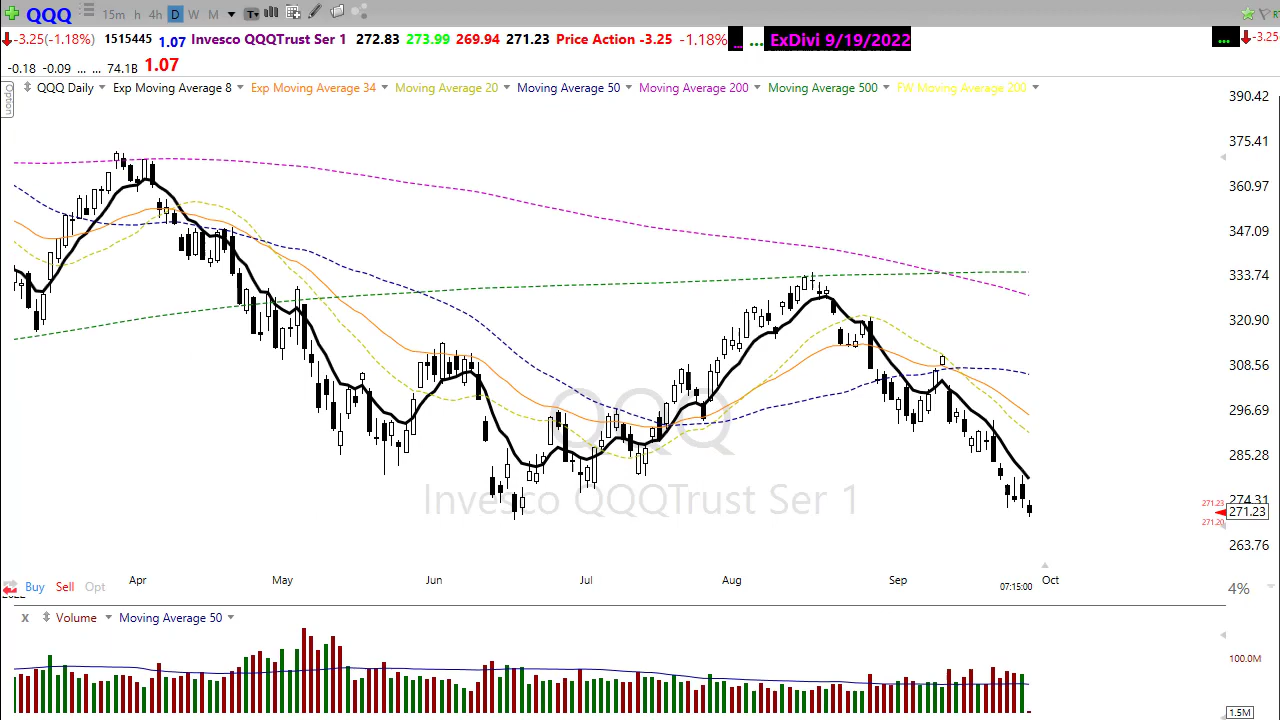 QQQ 15m h 4h D W M T
-3.25(-1.18%) 1515445 1.07 Invesco QQQTrust Ser 1 272.83 273.99 269.94 271.23 Price Action -3.25 -1.18% ... ... ExDivi 9/19/2022 ... -3.25
-0.18 -0.09 ... ... 74.1B 1.07
Option
QQQ Daily Exp Moving Average 8 Exp Moving Average 34 Moving Average 20 Moving Average 50 Moving Average 200 Moving Average 500 FW Moving Average 200
390.42
375.41
360.97
347.09
333.74
320.90
308.56
296.69
285.28
274.31
271.23
271.23
271.20
263.76
QQQ
Invesco QQQTrust Ser 1
Apr May Jun Jul Aug Sep Oct
07:15:00
Buy Sell Opt
4%
X Volume Moving Average 50
100.0M
1.5M